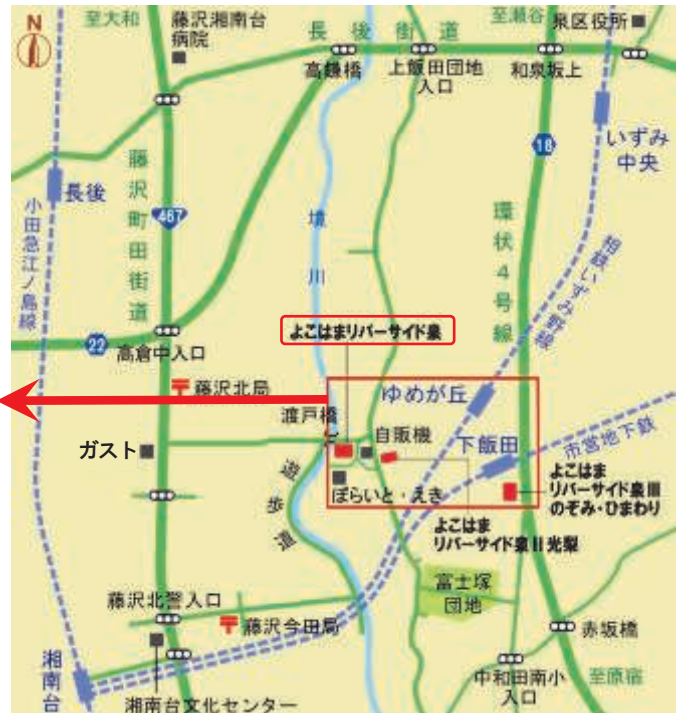 N
至大和
藤沢湘南台
病院
長後街道
至瀬谷
泉区役所
高鎌橋
上飯田団地
入口
和泉坂上
18
いずみ
中央
長後
藤沢町田街道
467
境川
環状4号線
相鉄いずみ野線
小田急江ノ島線
よこはまリバーサイド泉
22
高倉中入口
藤沢北局
渡戸橋
ゆめが丘
自販機
下飯田
市営地下鉄
ガスト
ぽらいと・えき
よこはま
リバーサイド泉Ⅲ
のぞみ・ひまわり
遊歩道
よこはま
リバーサイド泉Ⅱ光梨
富士塚
団地
藤沢北警入口
藤沢今田局
赤坂橋
湘南台
湘南台文化センター
中和田南小
入口
至原宿